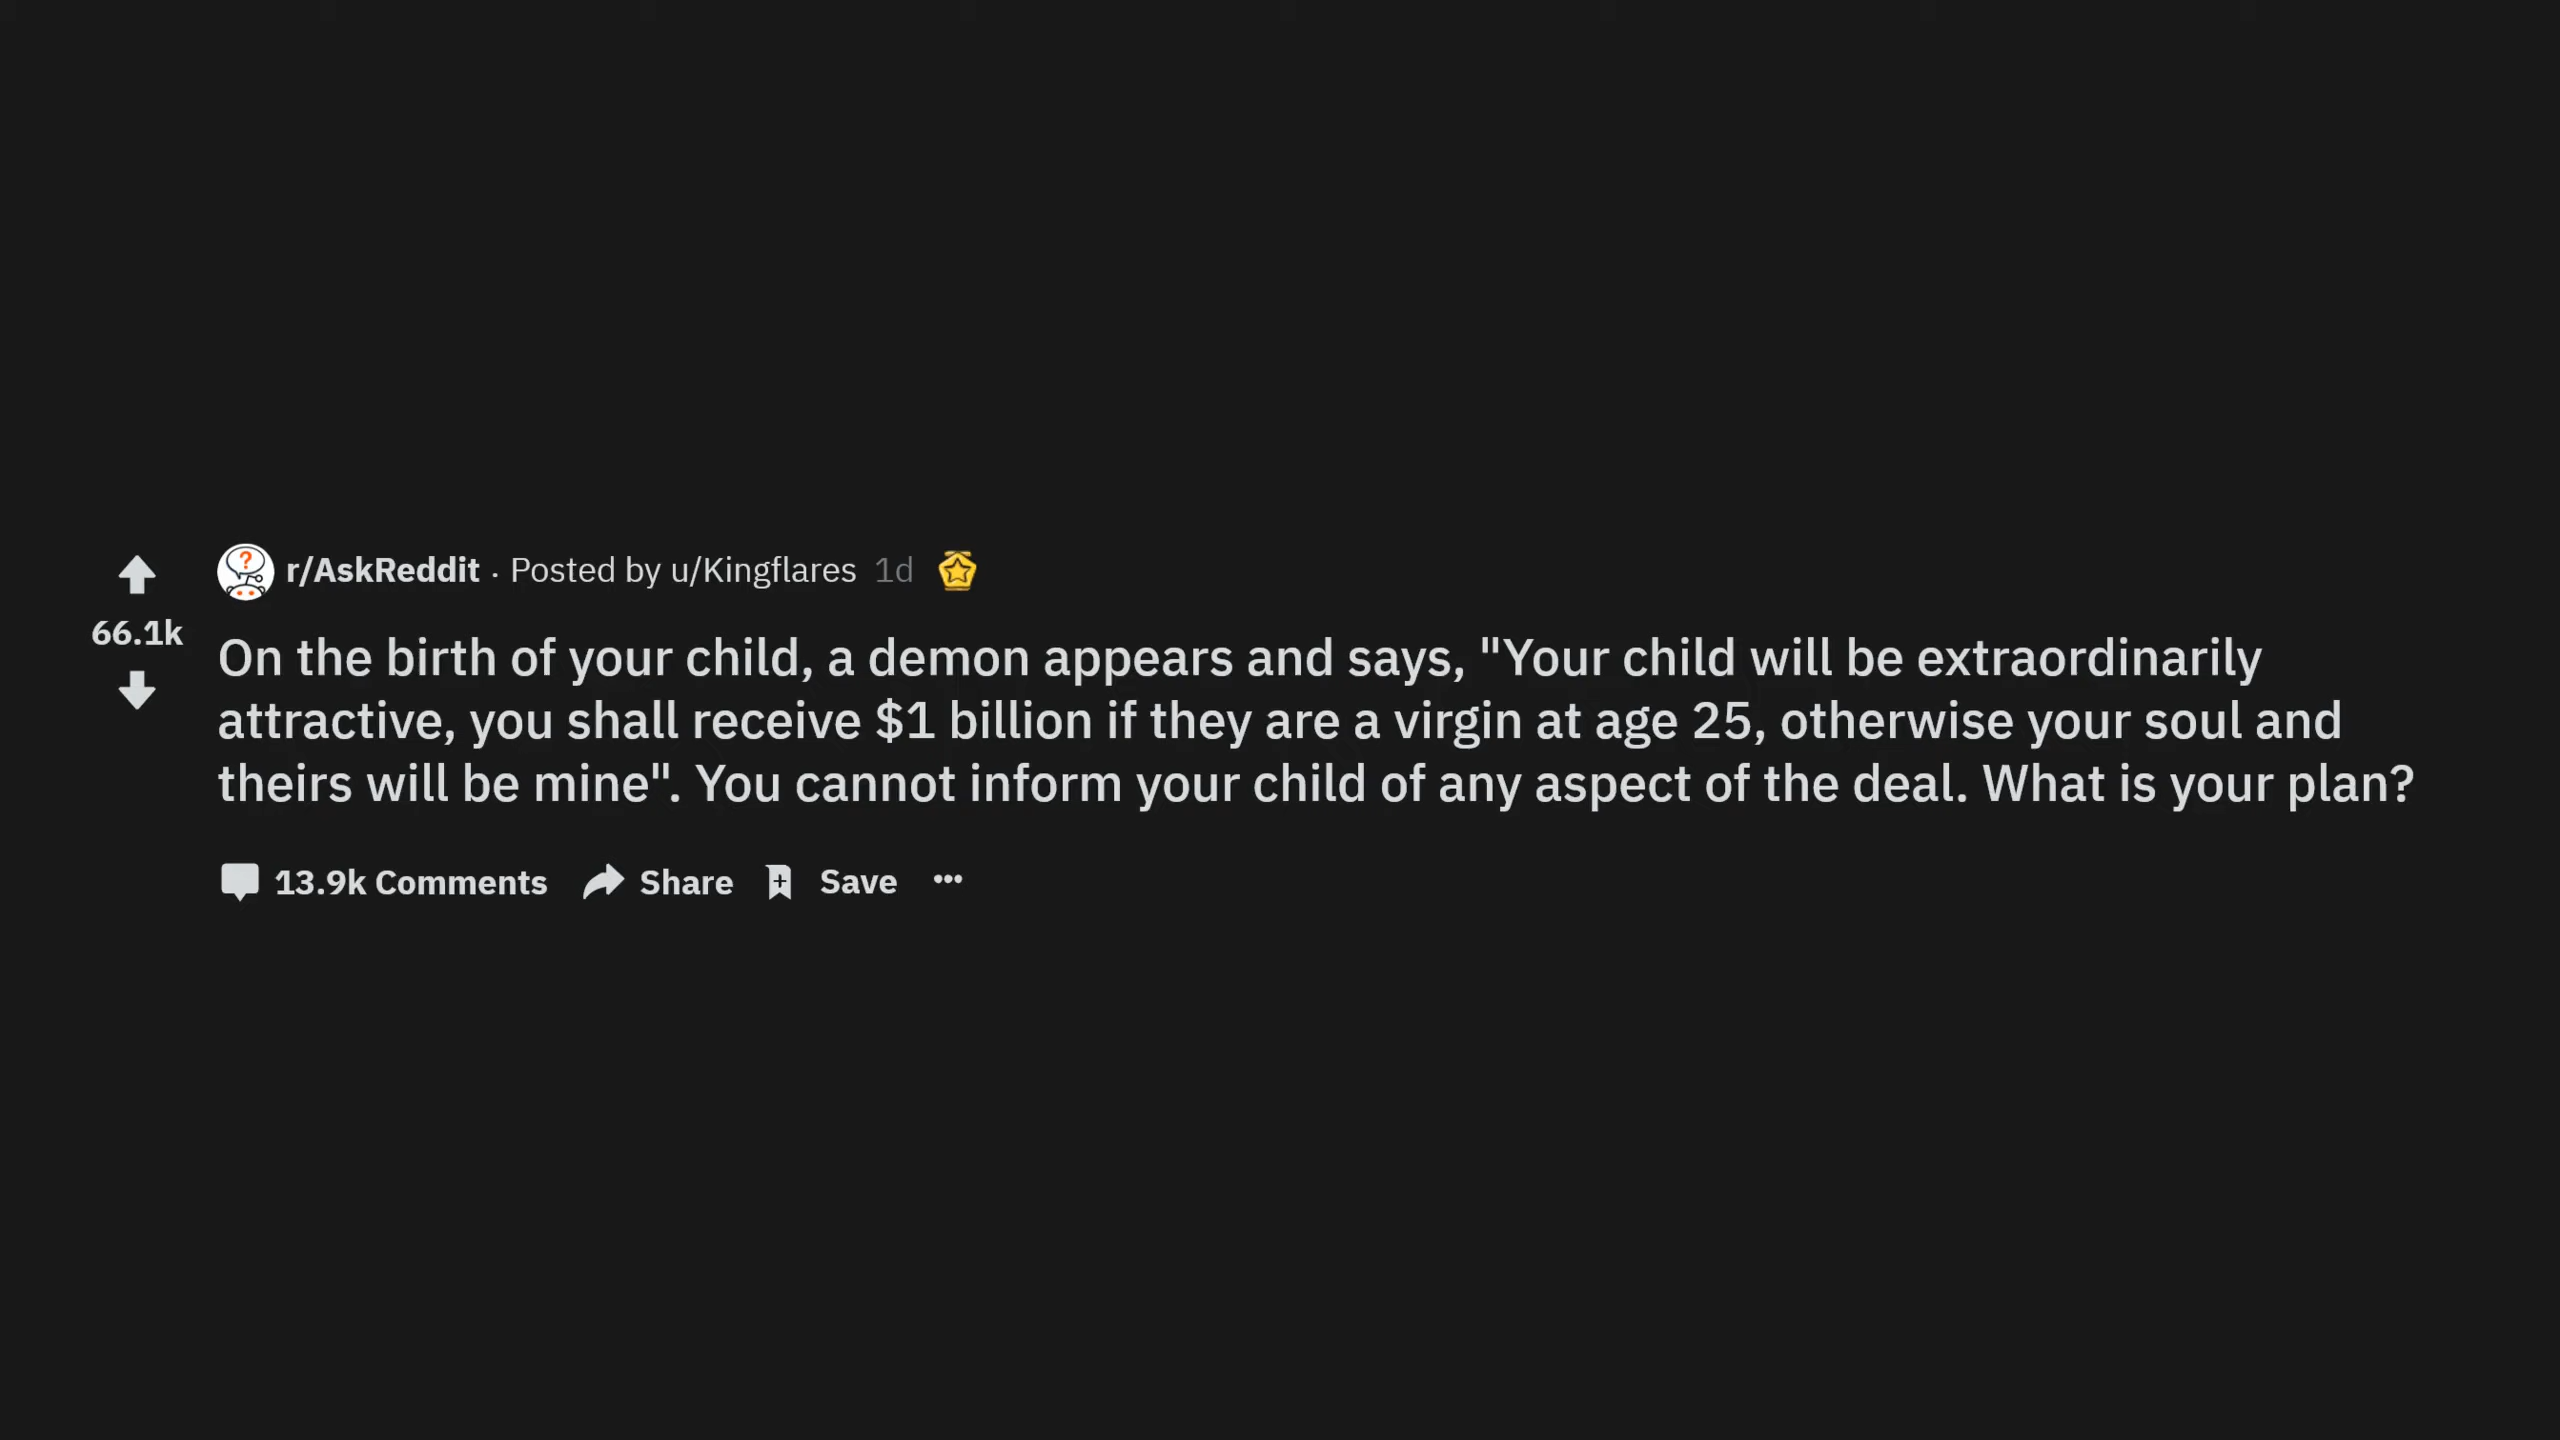 r/AskReddit · Posted by u/Kingflares 1d
66.1k
On the birth of your child, a demon appears and says, "Your child will be extraordinarily
attractive, you shall receive $1 billion if they are a virgin at age 25, otherwise your soul and
theirs will be mine". You cannot inform your child of any aspect of the deal. What is your plan?
13.9k Comments Share Save ...